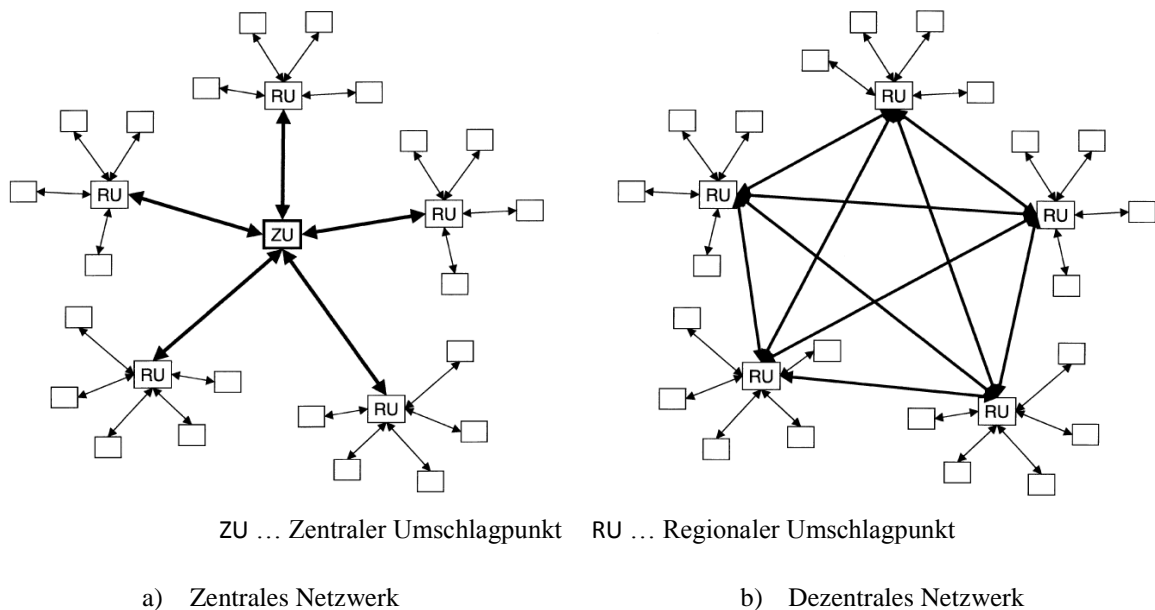 RU
RU
RU
RU
ZU
RU
RU
RU
RU
RU
RU
ZU … Zentraler Umschlagpunkt RU … Regionaler Umschlagpunkt
a) Zentrales Netzwerk
b) Dezentrales Netzwerk